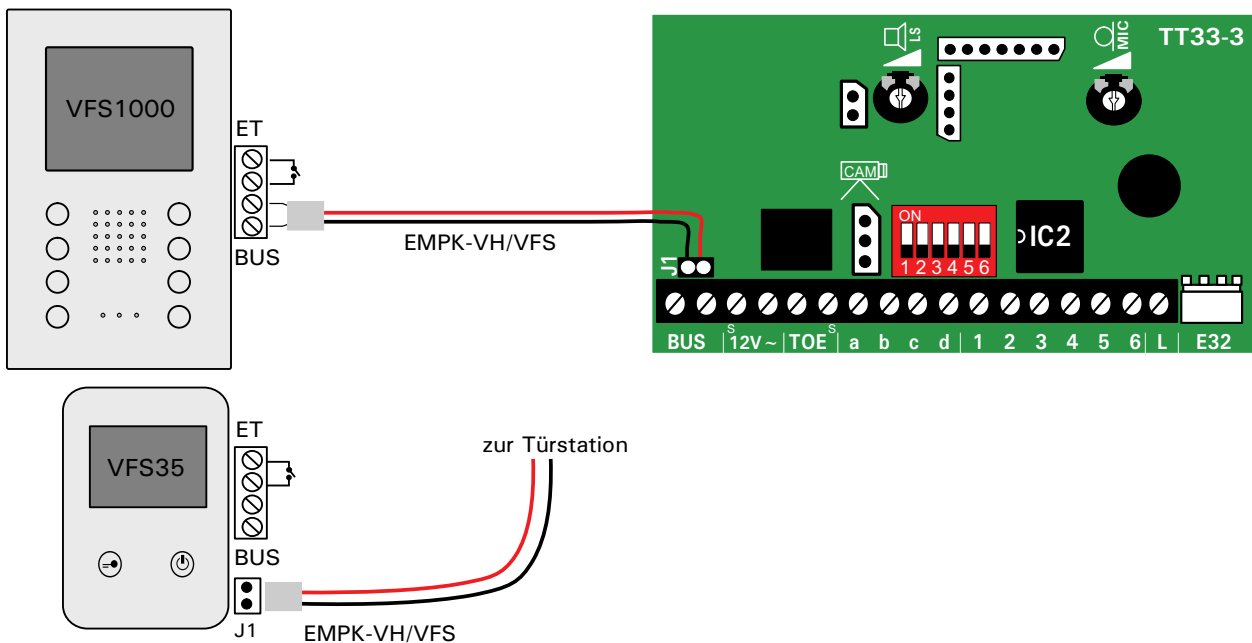 VFS1000
ET
BUS
EMPK-VH/VFS
LS
MIC
TT33-3
CAM
ON
1 2 3 4 5 6
IC2
J1
BUS S 12V~ TOE S a b c d 1 2 3 4 5 6 L E32
VFS35
ET
BUS
J1
EMPK-VH/VFS
zur Türstation